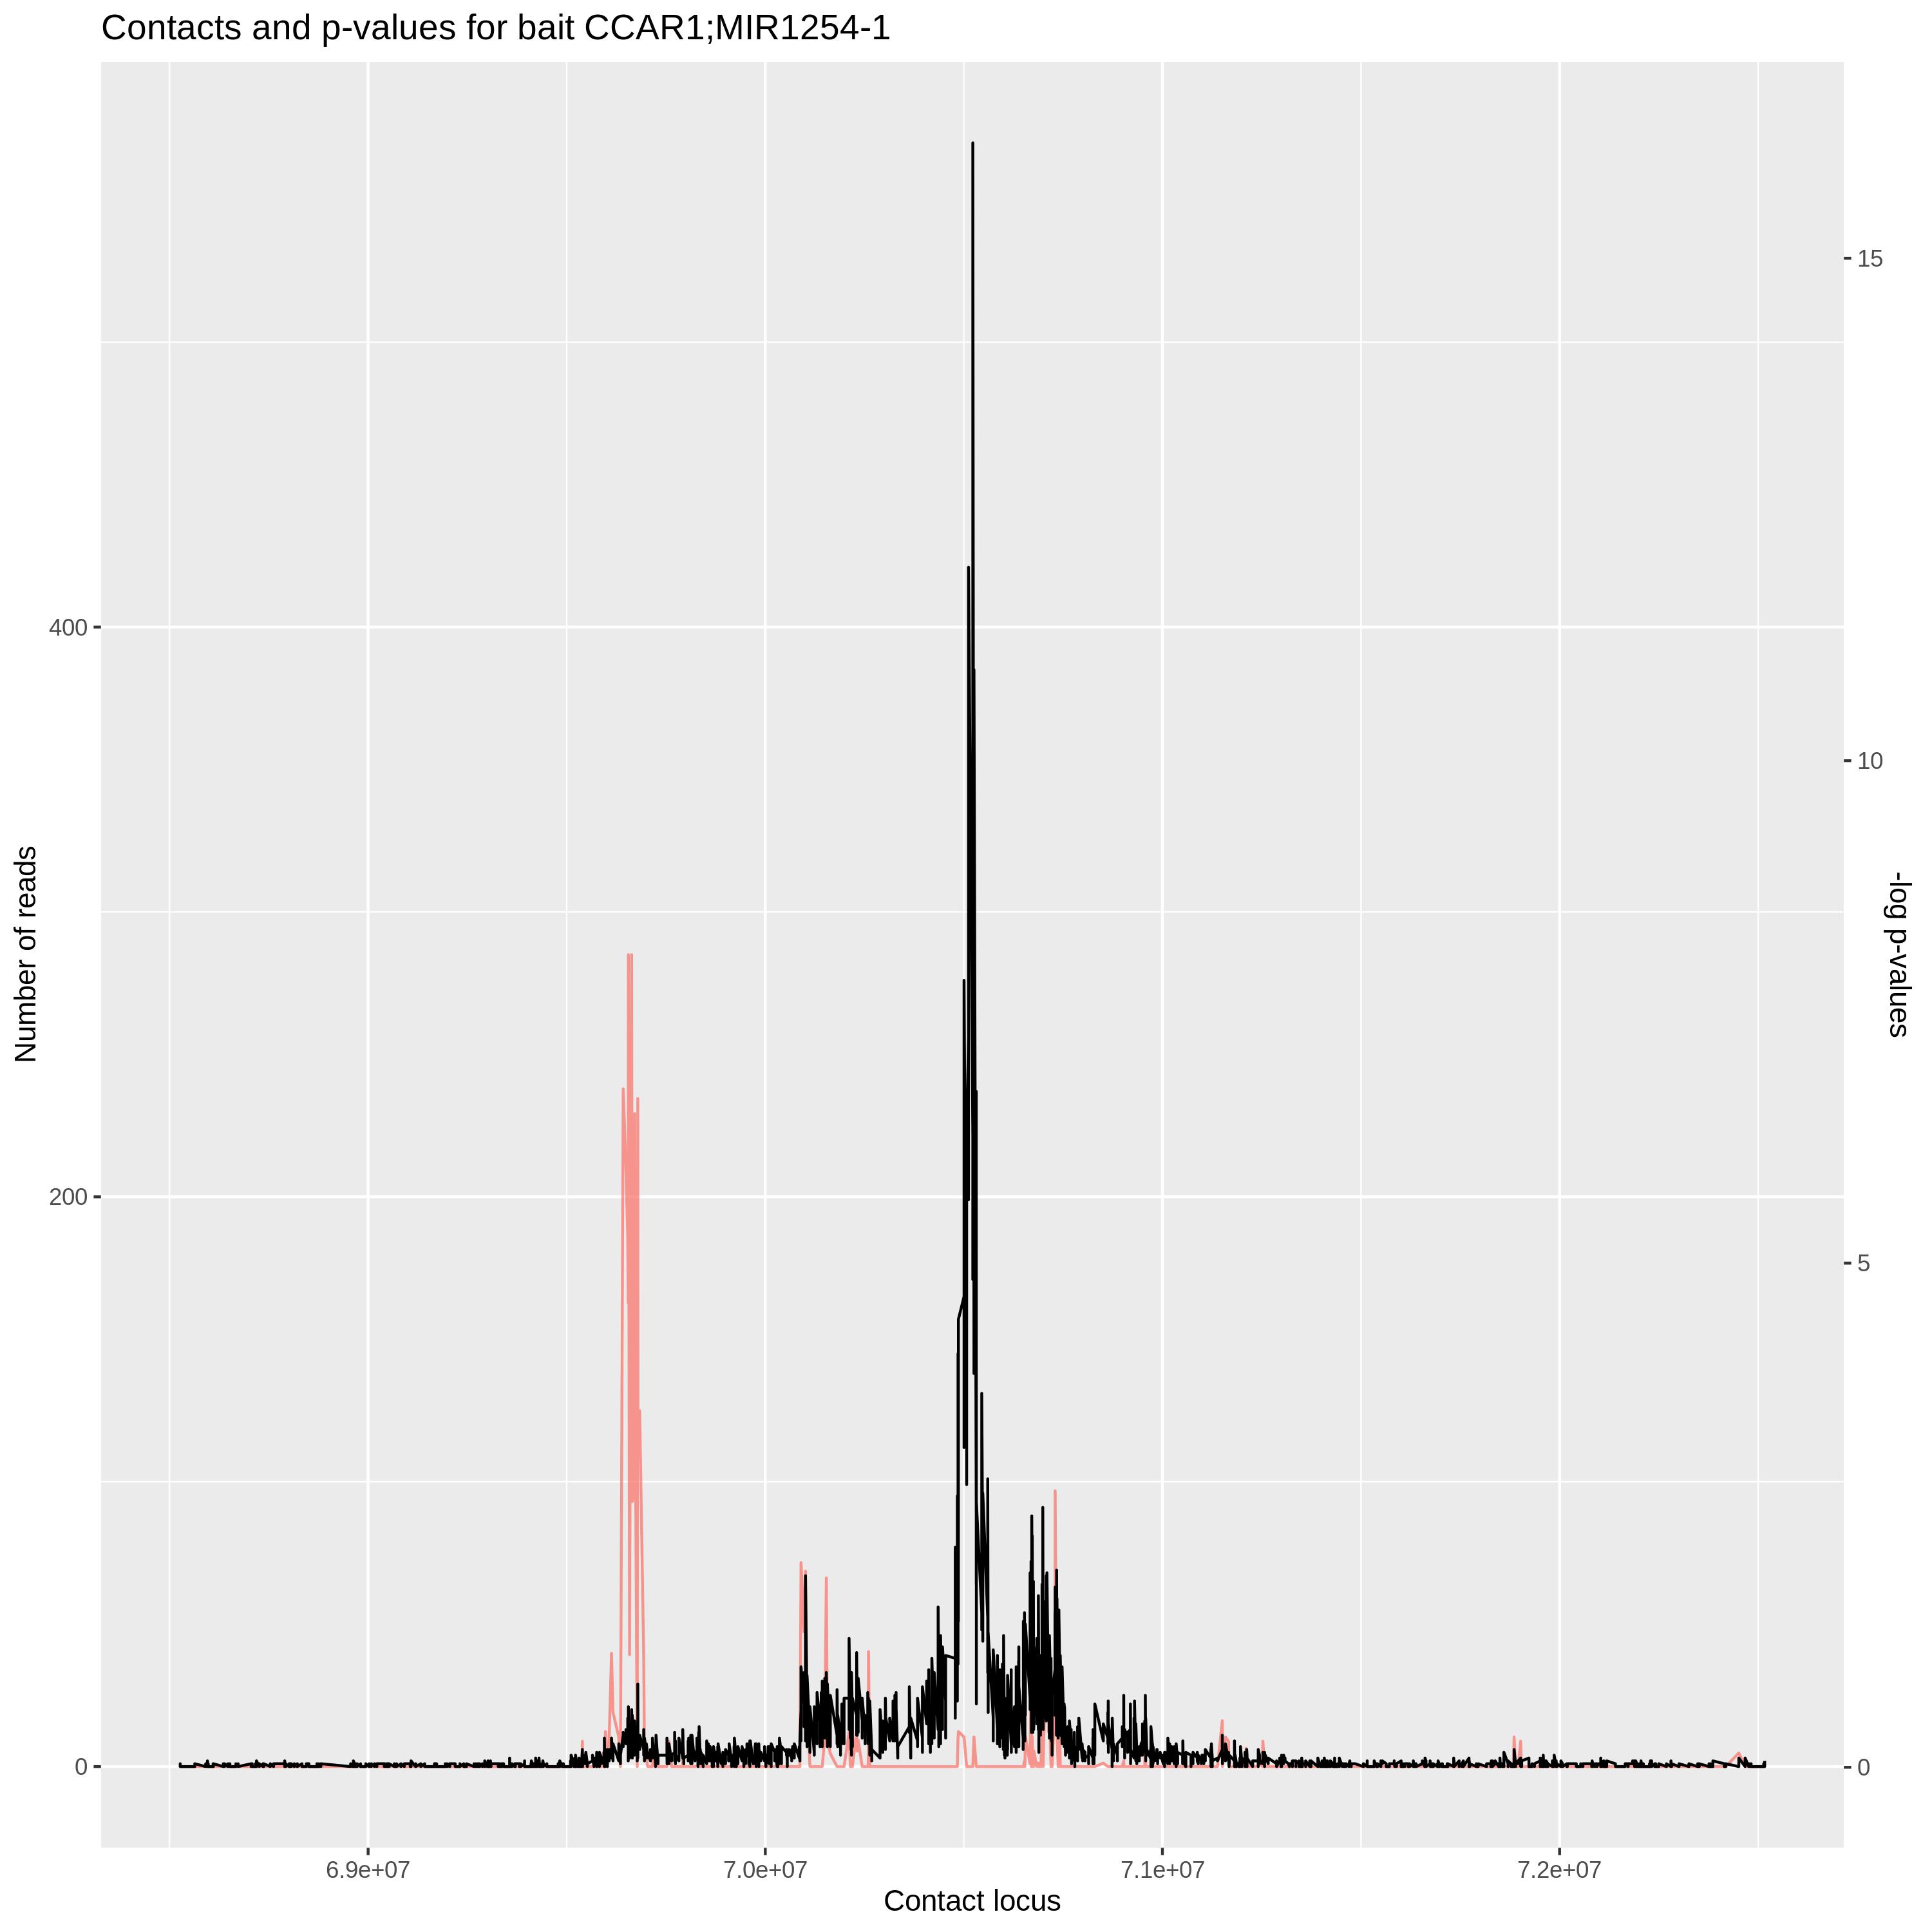 Contacts and p-values for bait CCAR1;MIR1254-1
15
400
10
Number of reads
-log p-values
200
5
0
0
6.9e+07
7.0e+07
7.1e+07
7.2e+07
Contact locus